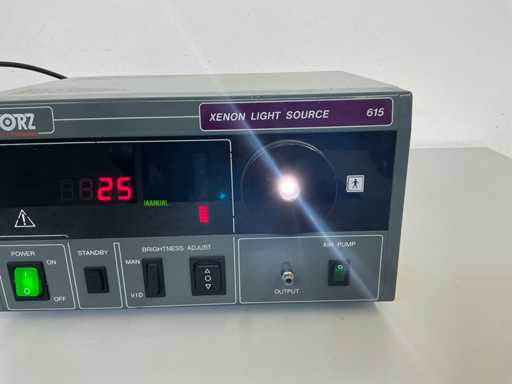 ORZ
XENON LIGHT SOURCE 615
25
MANUAL
POWER
ON
OFF
STANDBY
BRIGHTNESS ADJUST
MAN
VID
AIR PUMP
OUTPUT